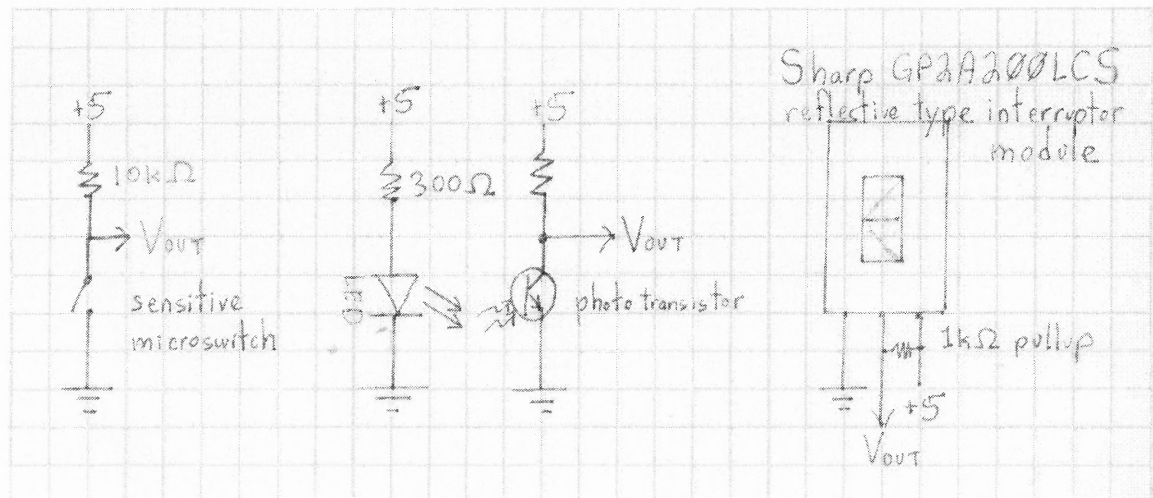 +5
10kΩ
VOUT
sensitive
microswitch
+5
300Ω
LED
+5
VOUT
photo transistor
Sharp GP2A200LCS
reflective type interruptor
module
1kΩ pullup
+5
VOUT